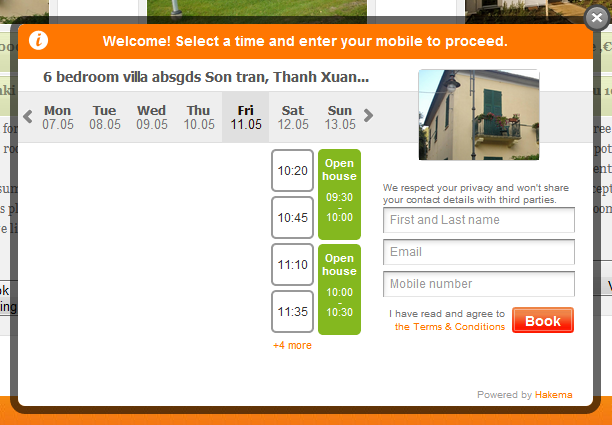 Welcome! Select a time and enter your mobile to proceed.
6 bedroom villa absgds Son tran, Thanh Xuan...
Mon Tue Wed Thu Fri Sat Sun
07.05 08.05 09.05 10.05 11.05 12.05 13.05
10:20
10:45
11:10
11:35
+4 more
Open
house
09:30
-
10:00
Open
house
10:00
-
10:30
We respect your privacy and won't share
your contact details with third parties.
First and Last name
Email
Mobile number
I have read and agree to
the Terms & Conditions
Book
Powered by Hakema